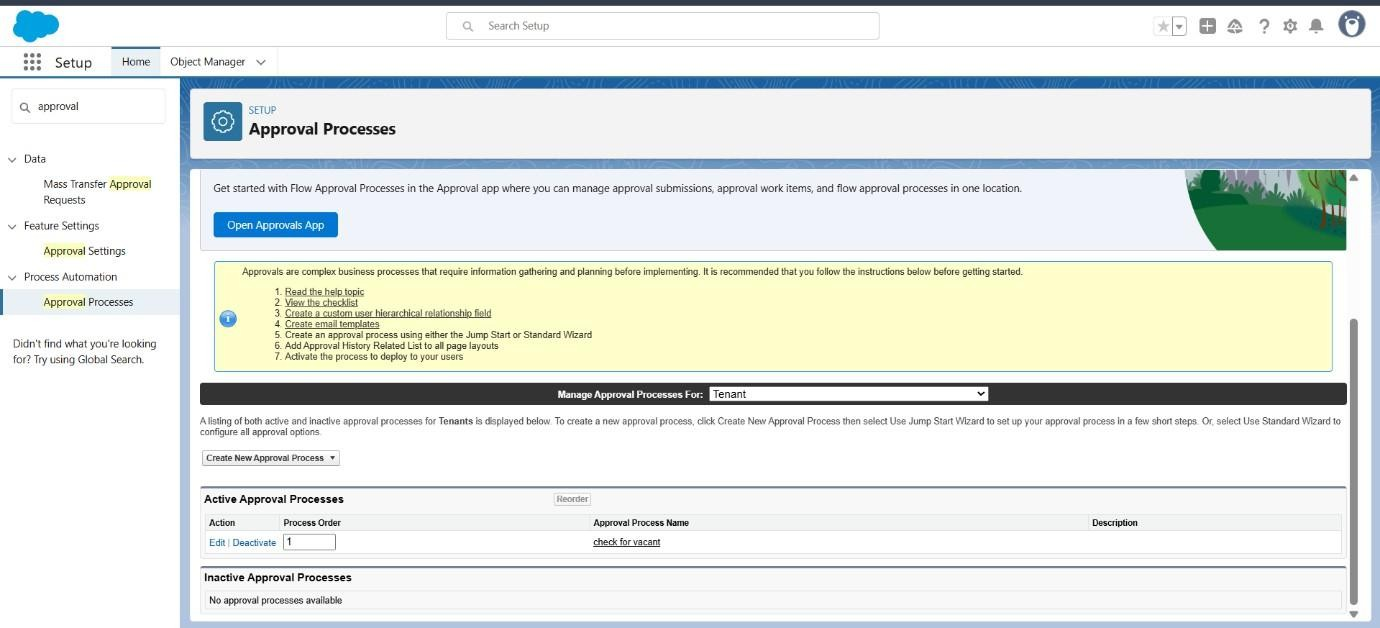 Search Setup
Setup
Home
Object Manager
approval
SETUP
Approval Processes
Data
Mass Transfer Approval
Requests
Feature Settings
Approval Settings
Process Automation
Approval Processes
Didn't find what you're looking
for? Try using Global Search.
Get started with Flow Approval Processes in the Approval app where you can manage approval submissions, approval work items, and flow approval processes in one location.
Open Approvals App
Approvals are complex business processes that require information gathering and planning before implementing. It is recommended that you follow the instructions below before getting started.
1. Read the help topic
2. View the checklist
3. Create a custom user hierarchical relationship field
4. Create email templates
5. Create an approval process using either the Jump Start or Standard Wizard
6. Add Approval History Related List to all page layouts
7. Activate the process to deploy to your users
Manage Approval Processes For: Tenant
A listing of both active and inactive approval processes for Tenants is displayed below. To create a new approval process, click Create New Approval Process then select Use Jump Start Wizard to set up your approval process in a few short steps. Or, select Use Standard Wizard to
configure all approval options.
Create New Approval Process
Active Approval Processes Reorder
Action Process Order Approval Process Name Description
Edit | Deactivate 1 check for vacant
Inactive Approval Processes
No approval processes available